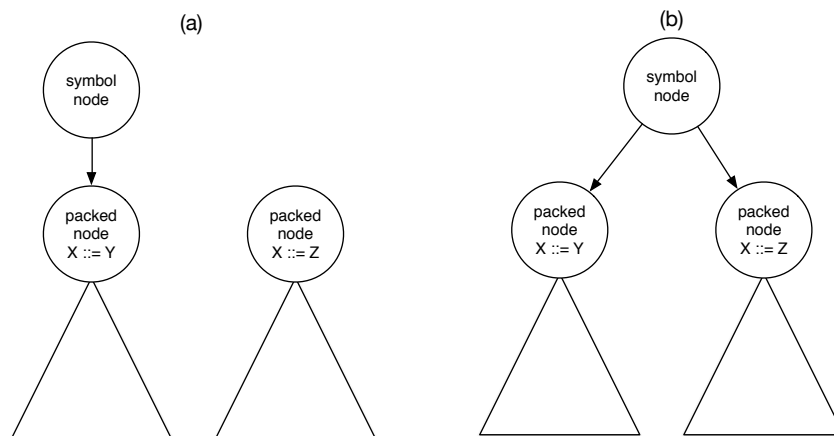 (a)
symbol
node
packed
node
X ::= Y
packed
node
X ::= Z
(b)
symbol
node
packed
node
X ::= Y
packed
node
X ::= Z